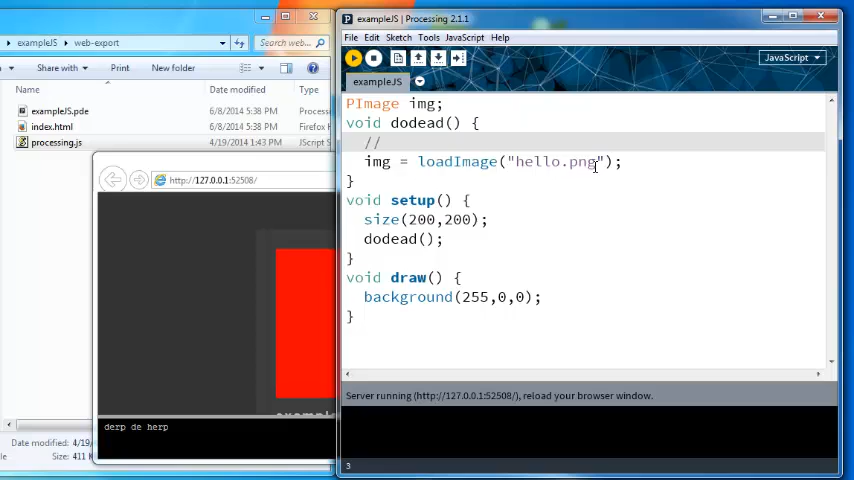 exampleJS | Processing 2.1.1
exampleJS ▸ web-export
Search web...
File Edit Sketch Tools JavaScript Help
Share with Print New folder
JavaScript
Name Date modified Type
exampleJS
exampleJS.pde 6/8/2014 5:38 PM Process
index.html 6/8/2014 5:38 PM Firefox
processing.js 4/19/2014 1:43 PM JScript
http://127.0.0.1:52508/
PImage img;
void dodead() {
//
img = loadImage("hello.png");
}
void setup() {
size(200,200);
dodead();
}
void draw() {
background(255,0,0);
}
Server running (http://127.0.0.1:52508/), reload your browser window.
derp de herp
Date modified: 4/19
Size: 411 K
3